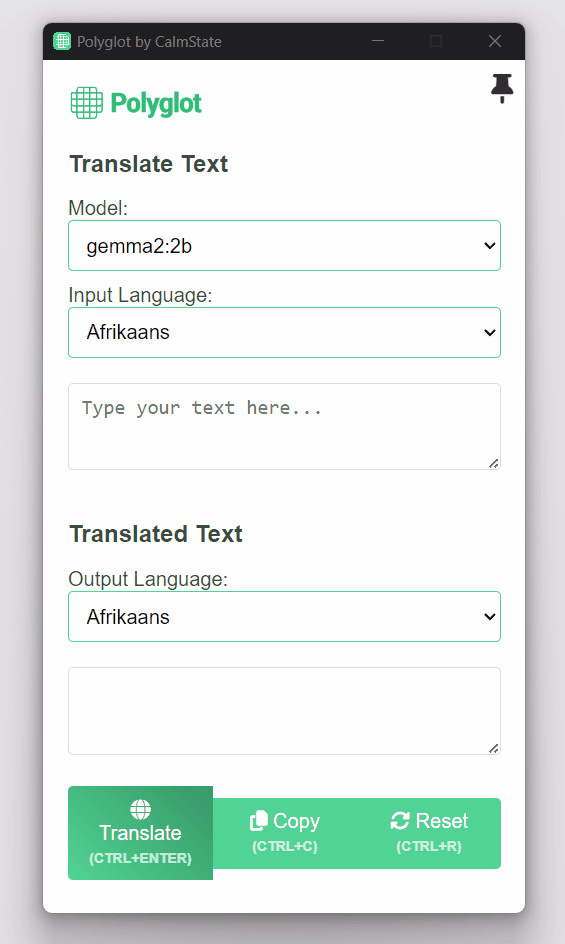 Polyglot by CalmState
Polyglot
Translate Text
Model:
gemma2:2b
Input Language:
Afrikaans
Type your text here...
Translated Text
Output Language:
Afrikaans
Translate
(CTRL+ENTER)
Copy
(CTRL+C)
Reset
(CTRL+R)